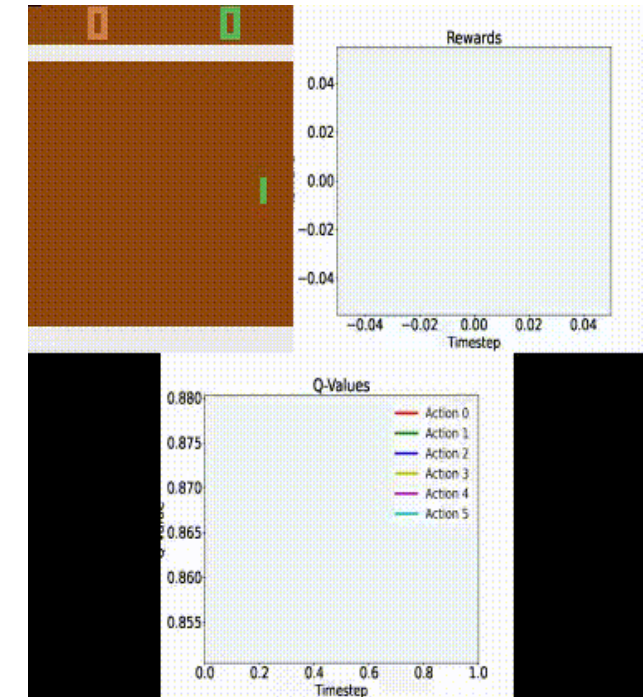 0 0
Rewards
0.04
0.02
0.00
−0.02
−0.04
−0.04 −0.02 0.00 0.02 0.04
Timestep
Q-Values
0.880
0.875
0.870
0.865
0.860
0.855
Action 0
Action 1
Action 2
Action 3
Action 4
Action 5
0.0 0.2 0.4 0.6 0.8 1.0
Timestep